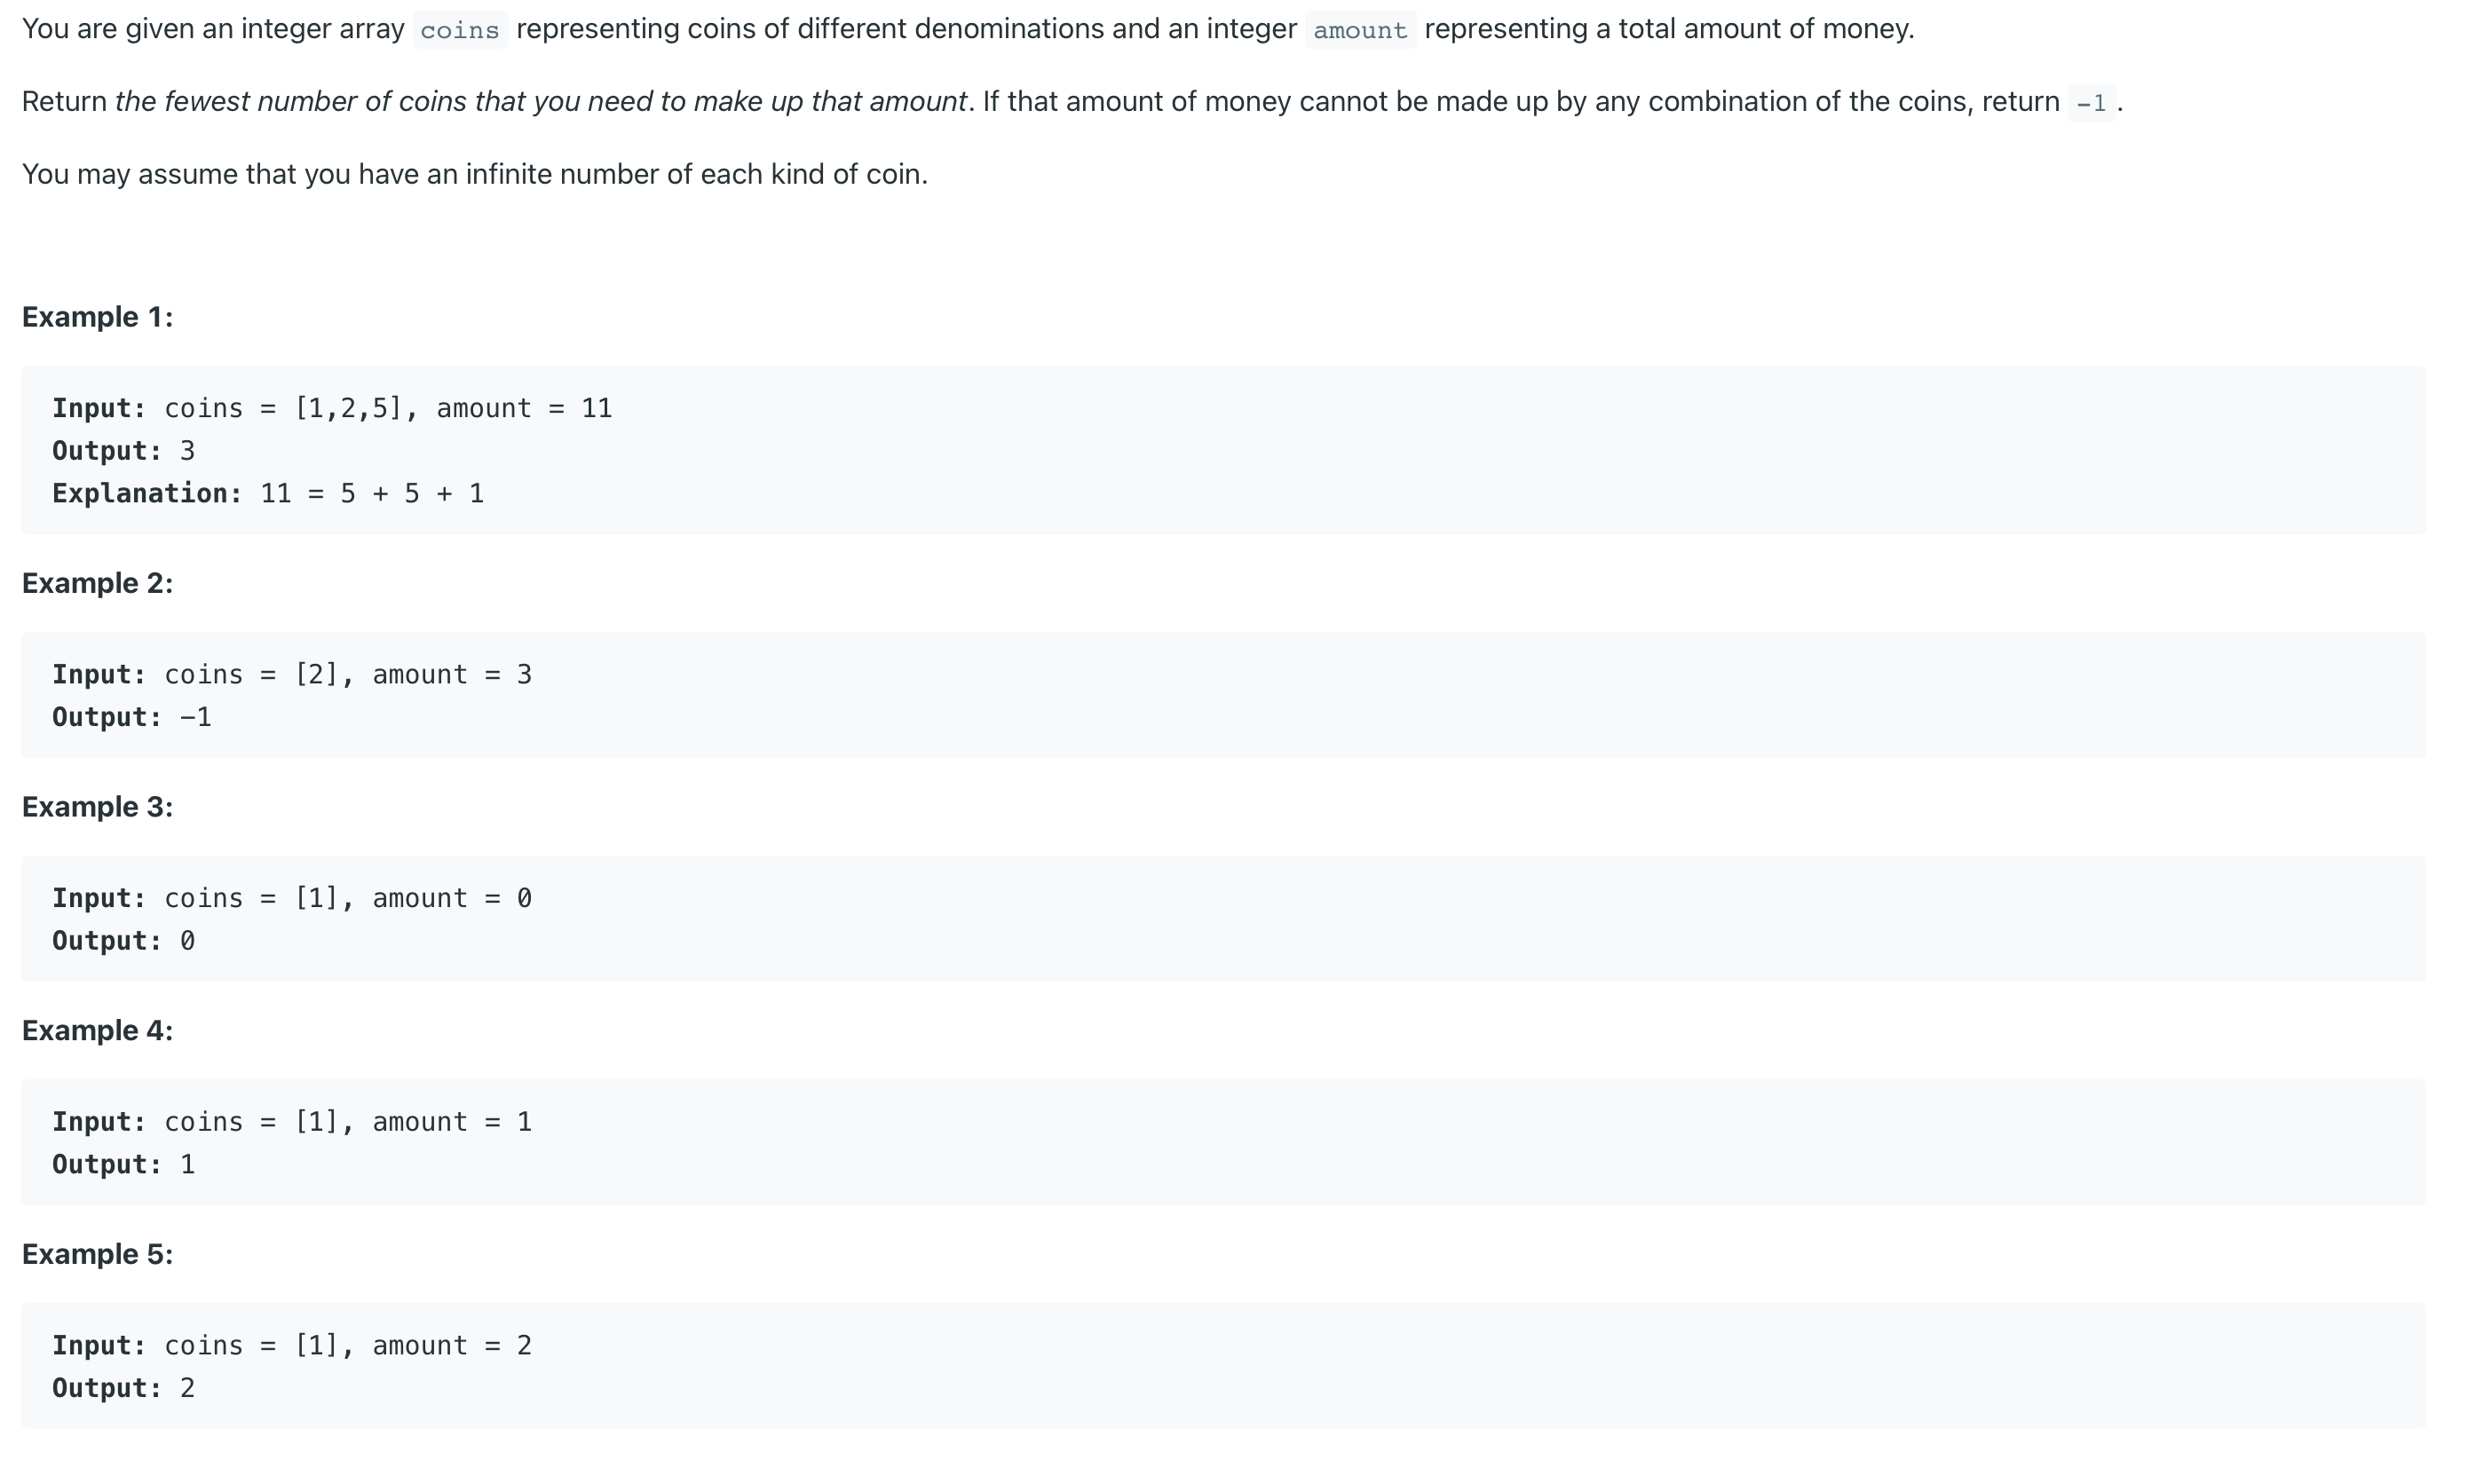 You are given an integer array coins representing coins of different denominations and an integer amount representing a total amount of money.
Return the fewest number of coins that you need to make up that amount. If that amount of money cannot be made up by any combination of the coins, return -1.
You may assume that you have an infinite number of each kind of coin.
Example 1:
Input: coins = [1,2,5], amount = 11
Output: 3
Explanation: 11 = 5 + 5 + 1
Example 2:
Input: coins = [2], amount = 3
Output: -1
Example 3:
Input: coins = [1], amount = 0
Output: 0
Example 4:
Input: coins = [1], amount = 1
Output: 1
Example 5:
Input: coins = [1], amount = 2
Output: 2